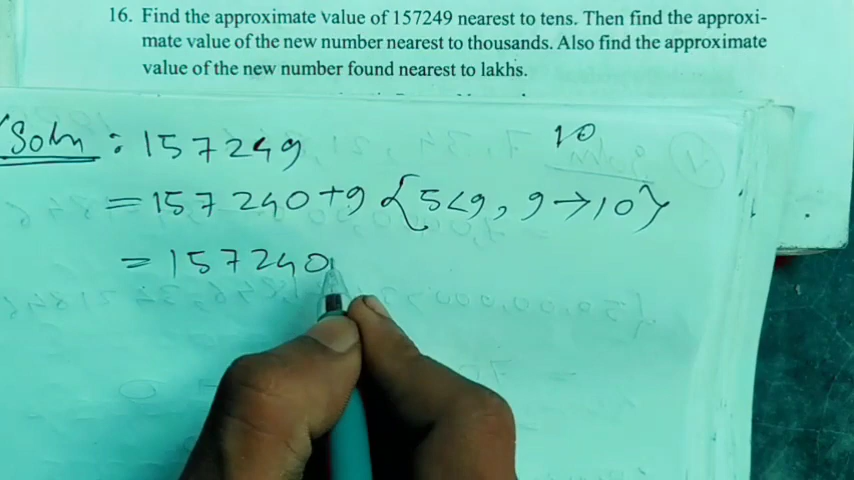 16. Find the approximate value of 157249 nearest to tens. Then find the approxi-
mate value of the new number nearest to thousands. Also find the approximate
value of the new number found nearest to lakhs.
Soln : 157249
10
= 157240+9 {5<9, 9→10}
= 157240